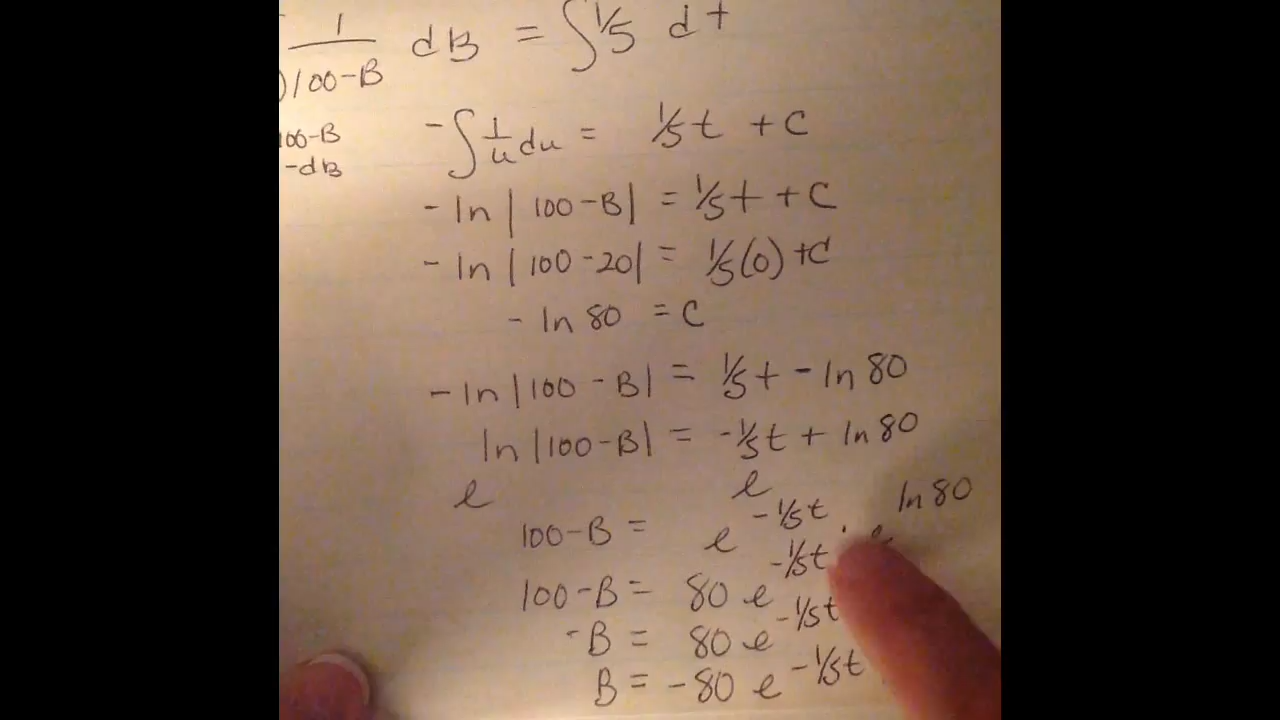 1/(100-B) dB = ∫ 1/5 dt
100-B
-dB
-∫ 1/u du = 1/5 t + C
-ln|100-B| = 1/5 t + C
-ln|100-20| = 1/5(0) + C
-ln 80 = C
-ln|100-B| = 1/5 t - ln 80
ln|100-B| = -1/5 t + ln 80
e e
100-B = e^(-1/5 t) · e^(ln 80)
100-B = 80 e^(-1/5 t)
-B = 80 e^(-1/5 t)
B = -80 e^(-1/5 t)